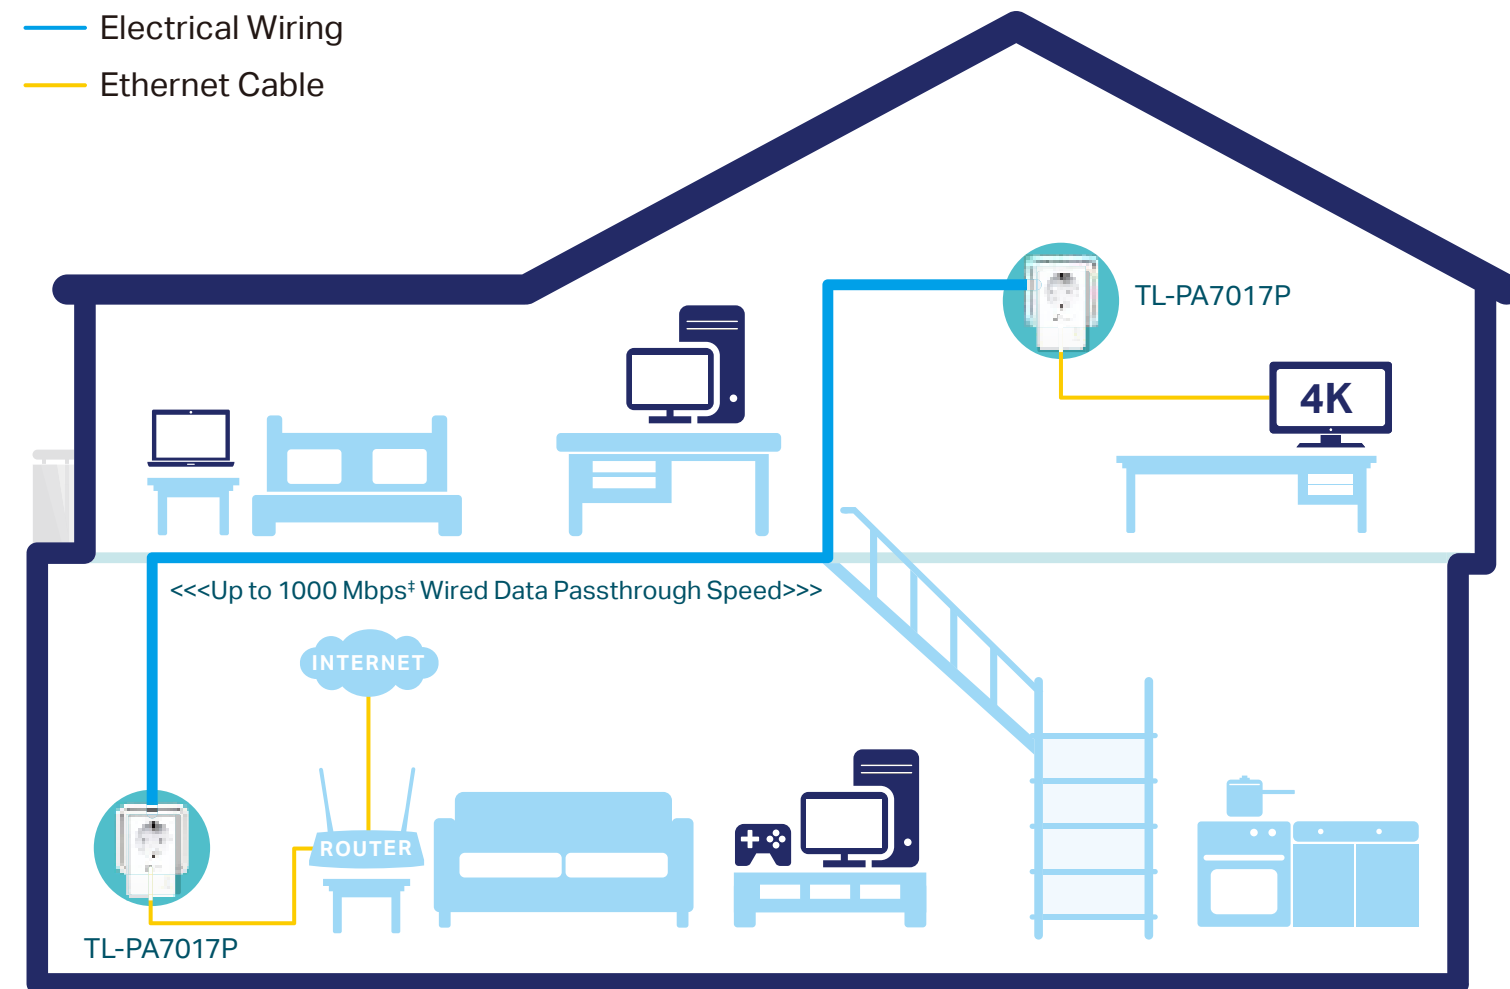 Electrical Wiring
Ethernet Cable
TL-PA7017P
4K
<<<Up to 1000 Mbps‡ Wired Data Passthrough Speed>>>
INTERNET
ROUTER
TL-PA7017P